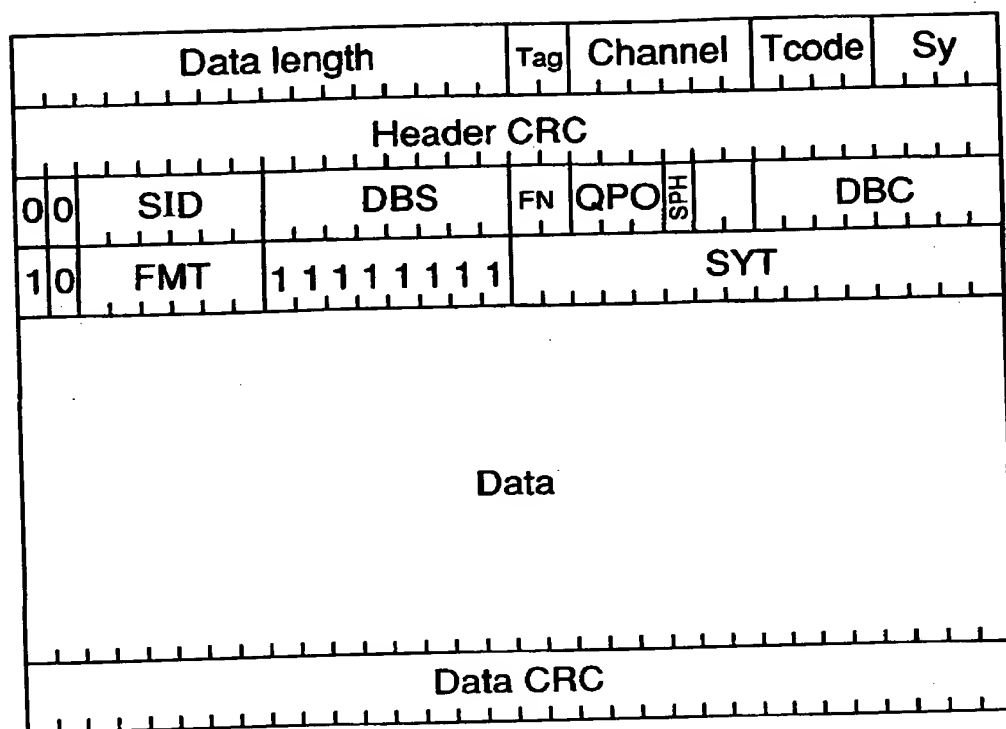 Data length Tag Channel Tcode Sy
Header CRC
0 0 SID DBS FN QPO SPH DBC
1 0 FMT 1 1 1 1 1 1 1 1 SYT
Data
Data CRC